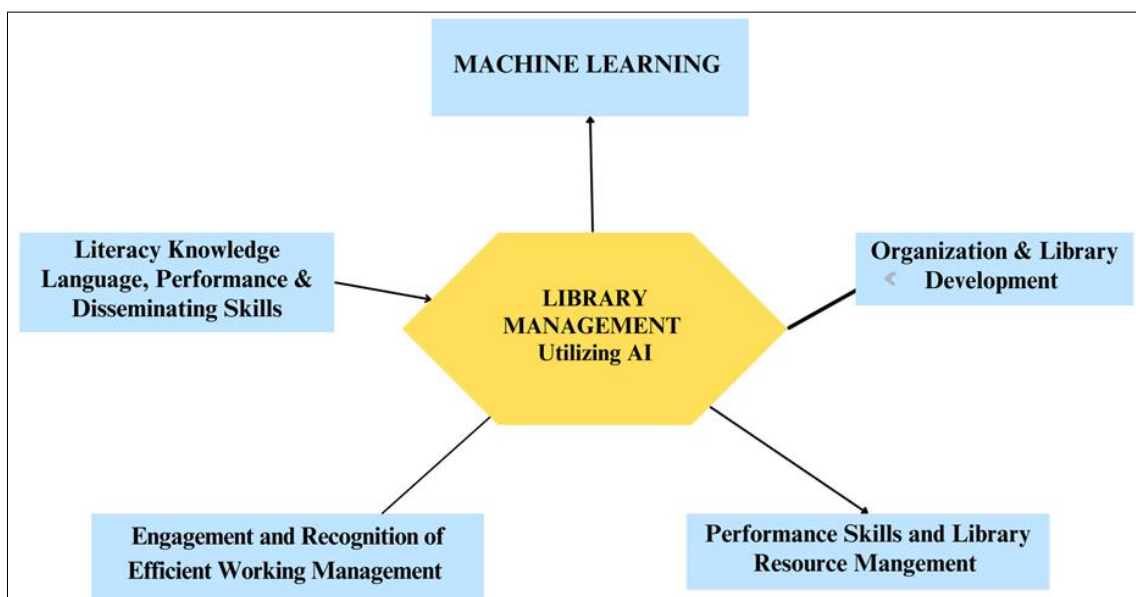 MACHINE LEARNING
Literacy Knowledge
Language, Performance &
Disseminating Skills
LIBRARY
MANAGEMENT
Utilizing AI
Organization & Library
Development
Engagement and Recognition of
Efficient Working Management
Performance Skills and Library
Resource Mangement